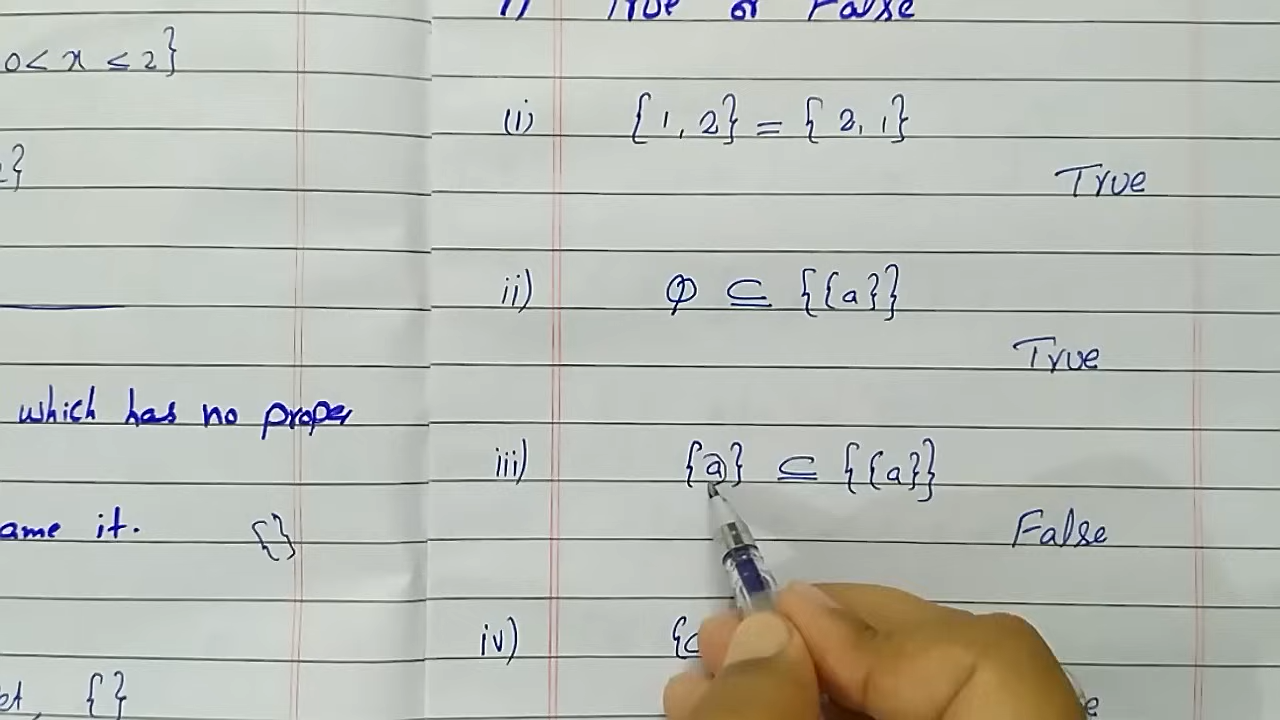 0 < x ≤ 2}
}
which has no proper
ame it. {}
et, {}
True or False
(i) {1, 2} = {2, 1}
True
ii) φ ⊆ {{a}}
True
iii) {a} ⊆ {{a}}
False
iv) {